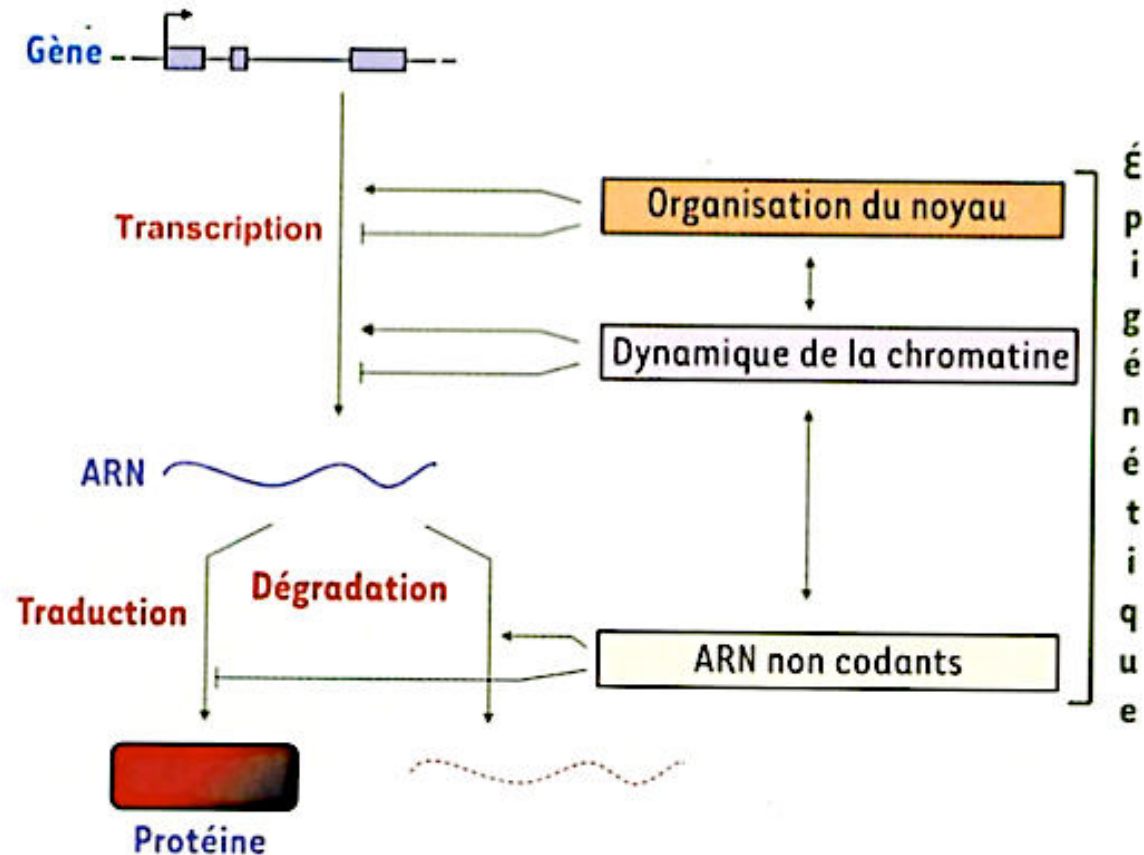 Gène
Organisation du noyau
Transcription
Dynamique de la chromatine
ARN
Dégradation
Traduction
ARN non codants
Protéine
Épigénétique